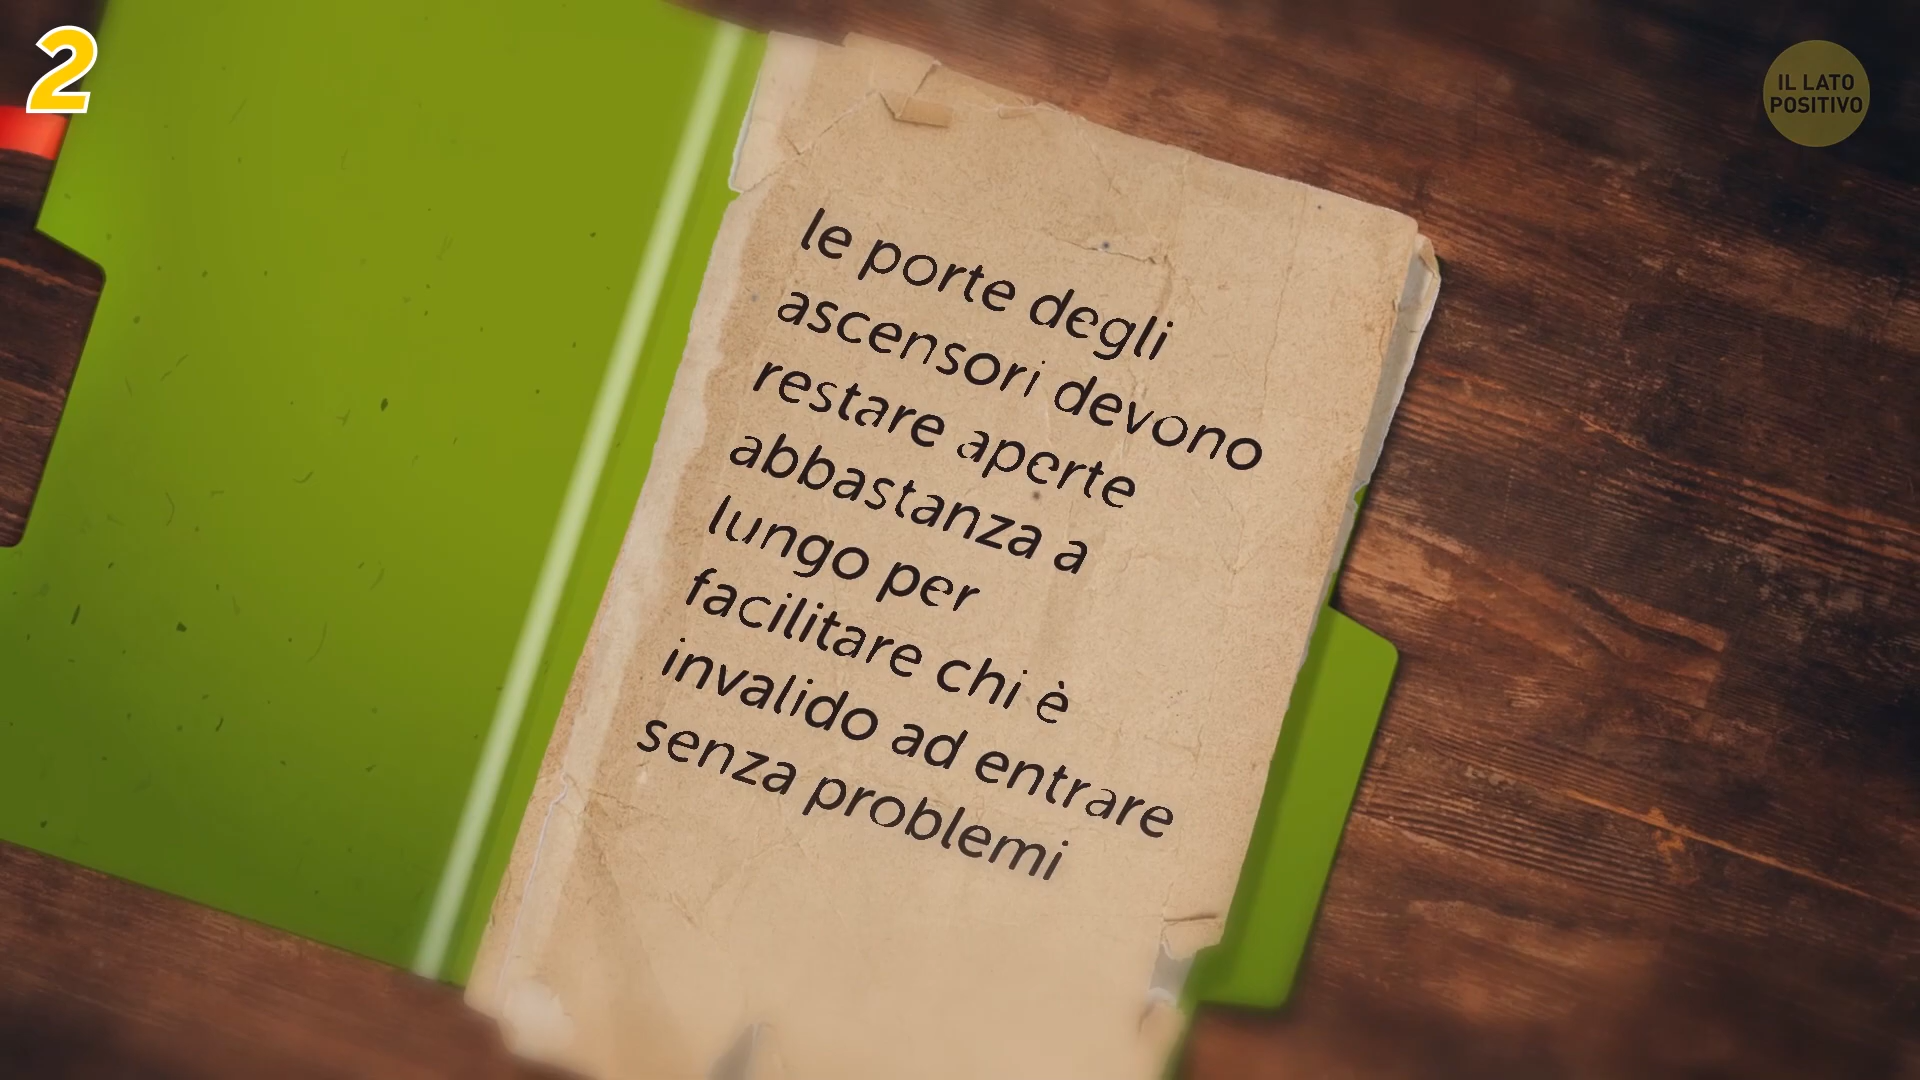 2
IL LATO
POSITIVO
le porte degli
ascensori devono
restare aperte
abbastanza a
lungo per
facilitare chi è
invalido ad entrare
senza problemi